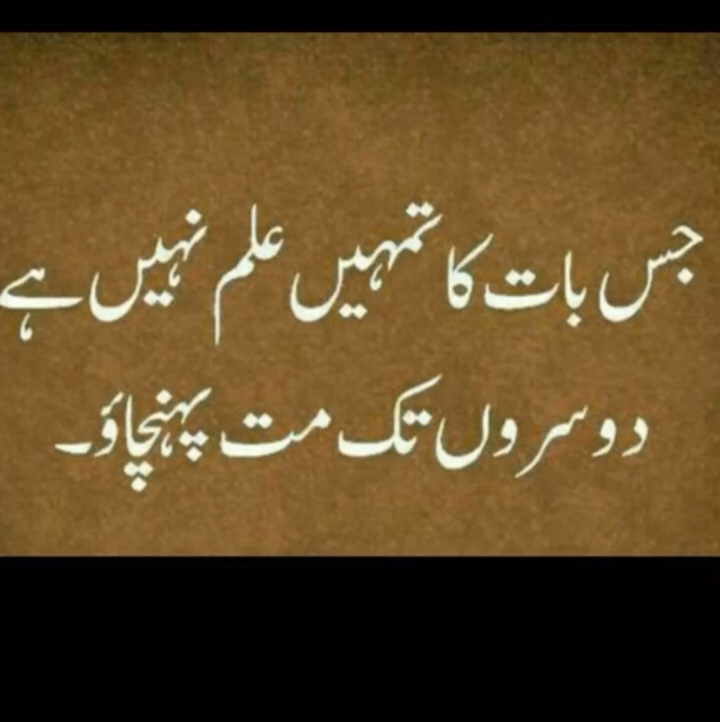 جس بات کا تمہیں علم نہیں ہے
دوسروں تک مت پہنچاؤ۔